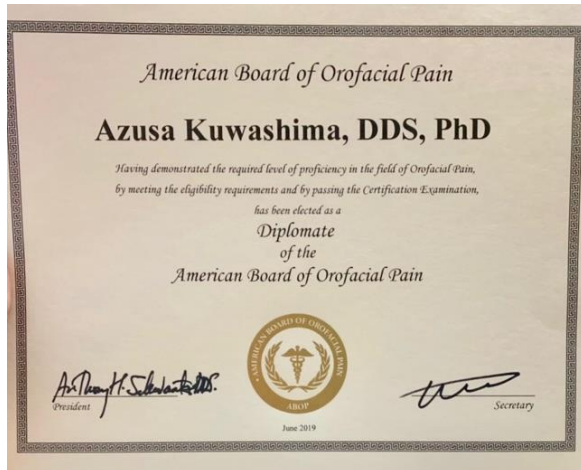 American Board of Orofacial Pain
Azusa Kuwashima, DDS, PhD
Having demonstrated the required level of proficiency in the field of Orofacial Pain,
by meeting the eligibility requirements and by passing the Certification Examination,
has been elected as a
Diplomate
of the
American Board of Orofacial Pain
AMERICAN BOARD OF OROFACIAL PAIN
ABOP
President
Secretary
June 2019